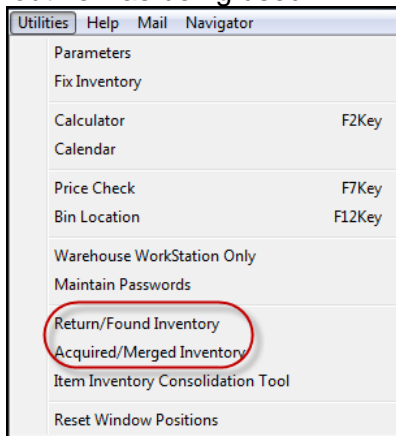 Utilities Help Mail Navigator
Parameters
Fix Inventory
Calculator F2Key
Calendar
Price Check F7Key
Bin Location F12Key
Warehouse WorkStation Only
Maintain Passwords
Return/Found Inventory
Acquired/Merged Inventory
Item Inventory Consolidation Tool
Reset Window Positions